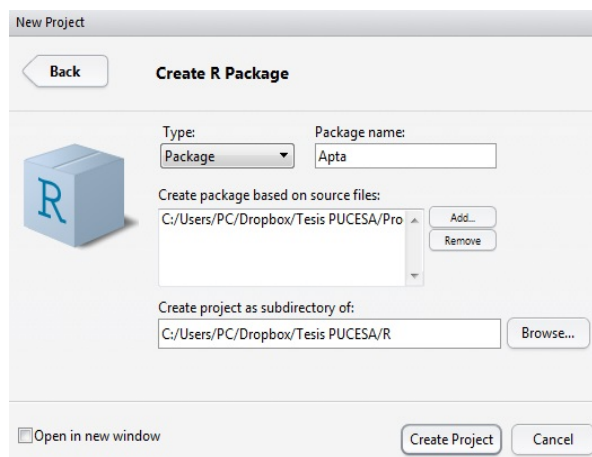 New Project
Back
Create R Package
Type:
Package name:
Package
Apta
R
Create package based on source files:
C:/Users/PC/Dropbox/Tesis PUCESA/Pro
Add...
Remove
Create project as subdirectory of:
C:/Users/PC/Dropbox/Tesis PUCESA/R
Browse...
Open in new window
Create Project
Cancel